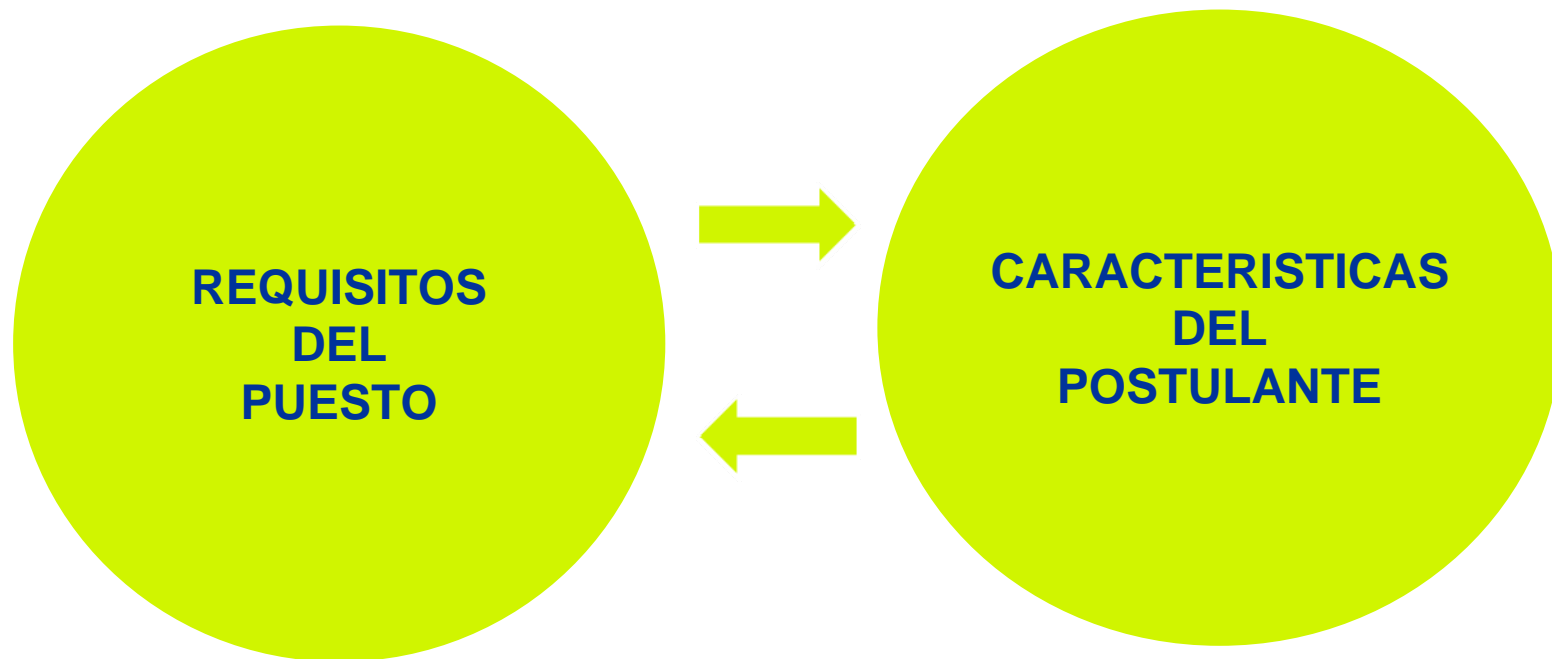 REQUISITOS
DEL
PUESTO
CARACTERISTICAS
DEL
POSTULANTE